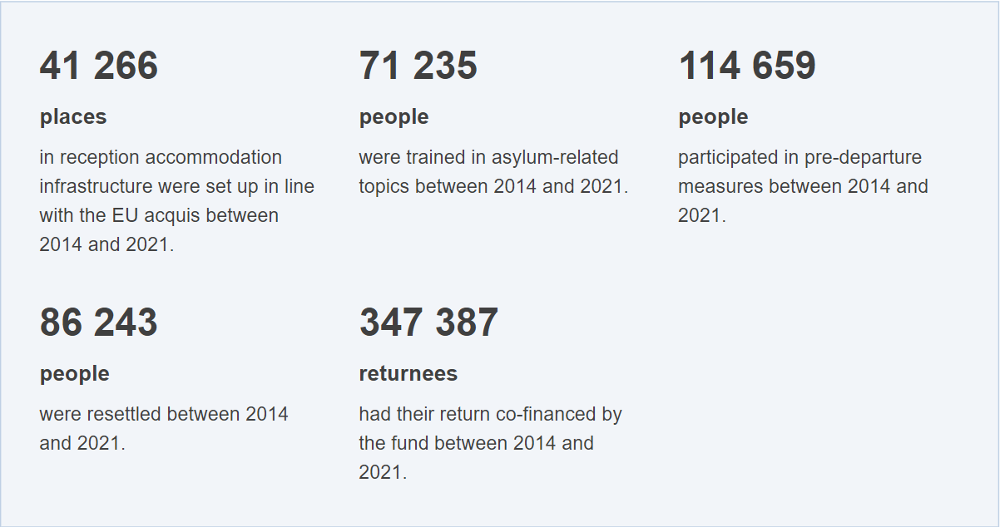 41 266
places
in reception accommodation
infrastructure were set up in line
with the EU acquis between
2014 and 2021.
71 235
people
were trained in asylum-related
topics between 2014 and 2021.
114 659
people
participated in pre-departure
measures between 2014 and
2021.
86 243
people
were resettled between 2014
and 2021.
347 387
returnees
had their return co-financed by
the fund between 2014 and
2021.